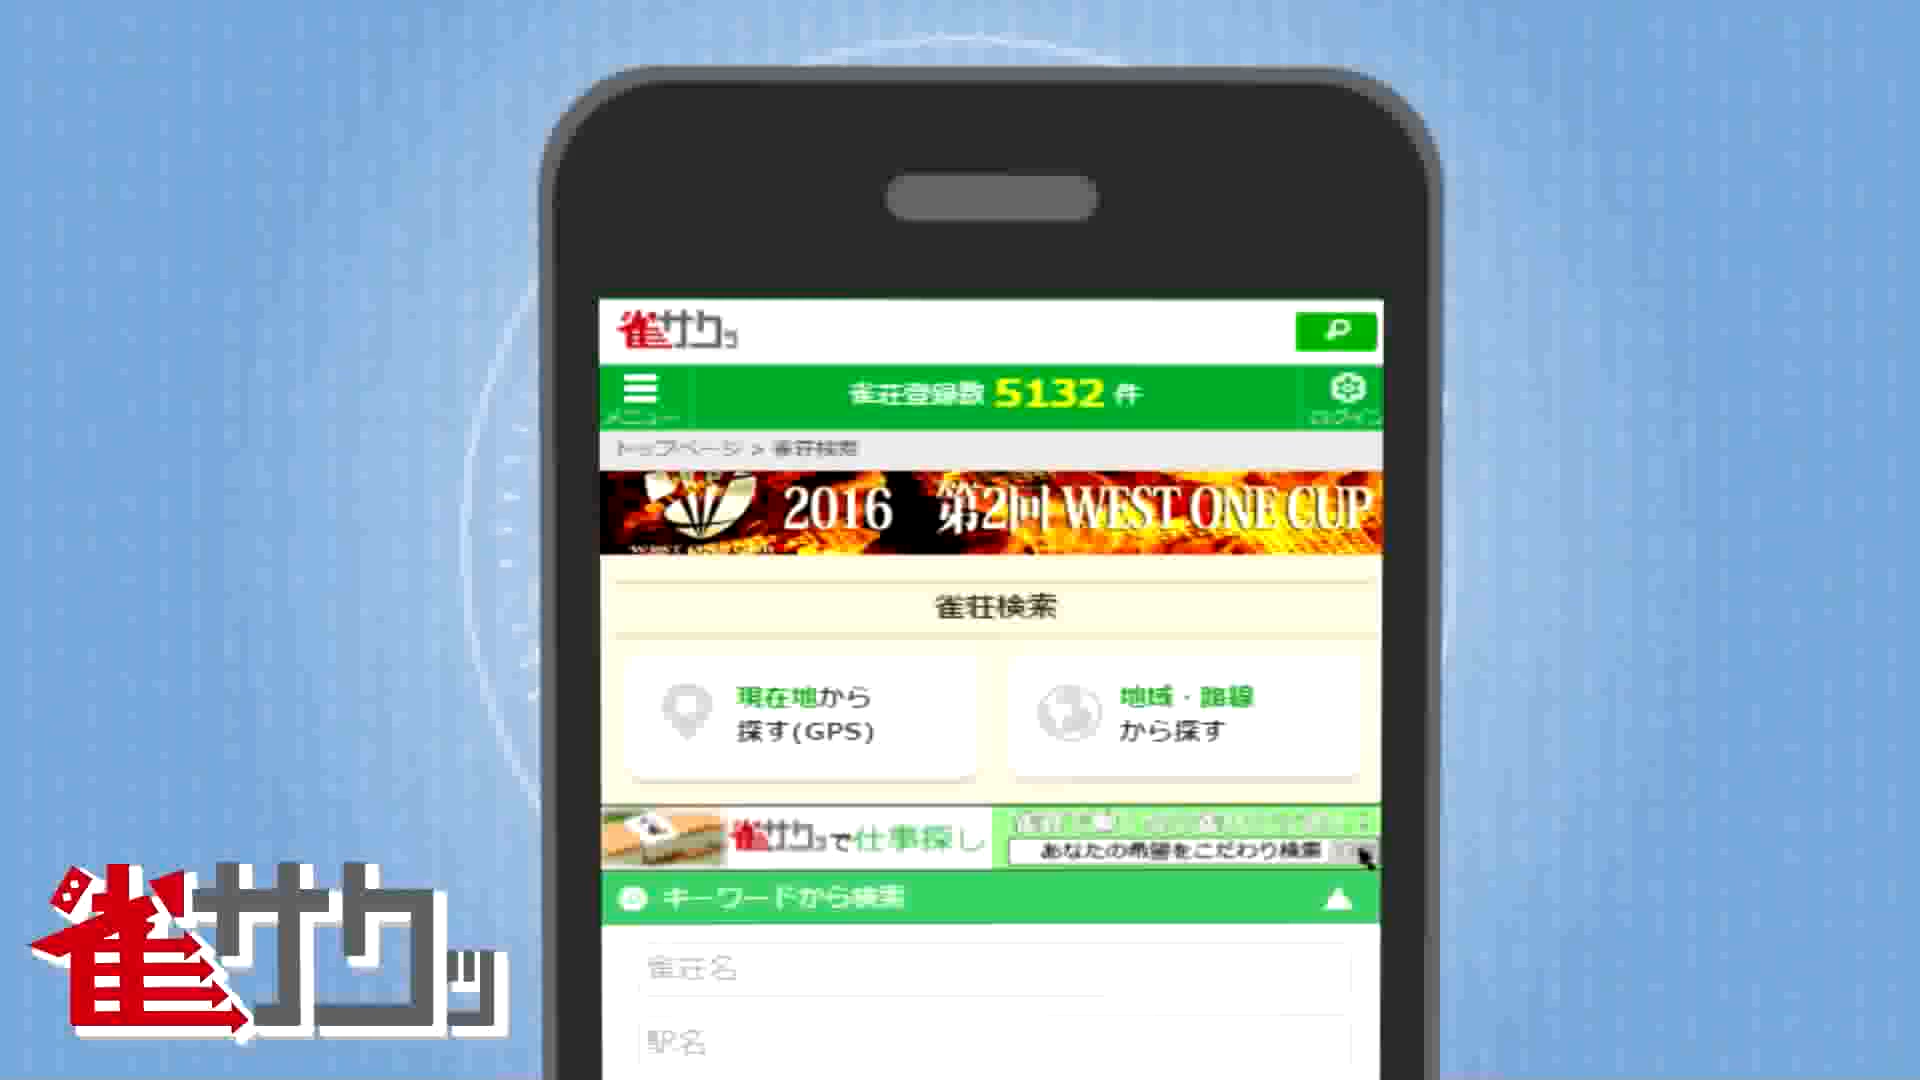 雀サクッ
雀荘登録数 5132 件
メニュー
ログイン
トップページ > 雀荘検索
2016 第2回 WEST ONE CUP
雀荘検索
現在地から
探す(GPS)
地域・路線
から探す
雀サクッで仕事探し
あなたの希望をこだわり検索
キーワードから検索
雀荘名
駅名
雀サクッ